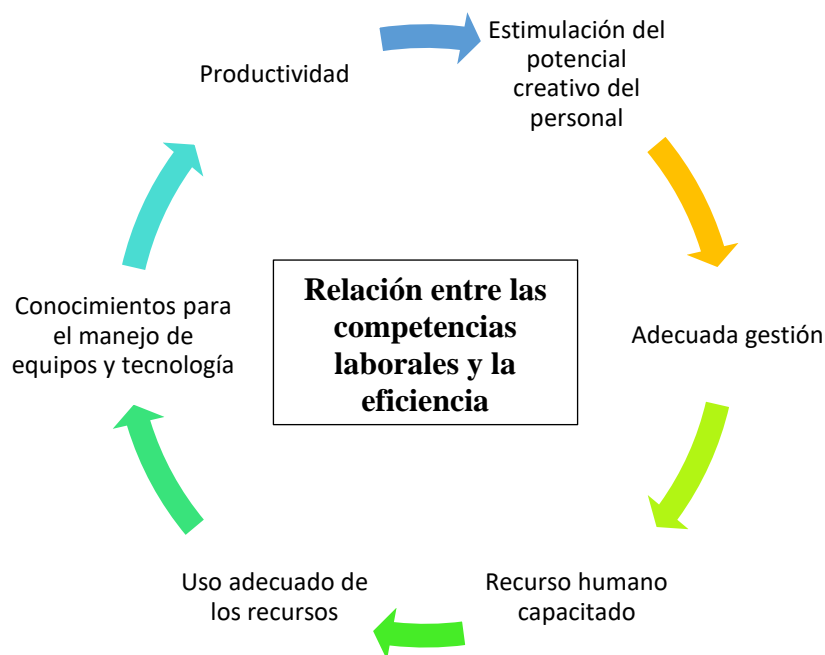 Estimulación del
potencial
creativo del
personal
Productividad
Adecuada gestión
Relación entre las
competencias
laborales y la
eficiencia
Conocimientos para
el manejo de
equipos y tecnología
Recurso humano
capacitado
Uso adecuado de
los recursos